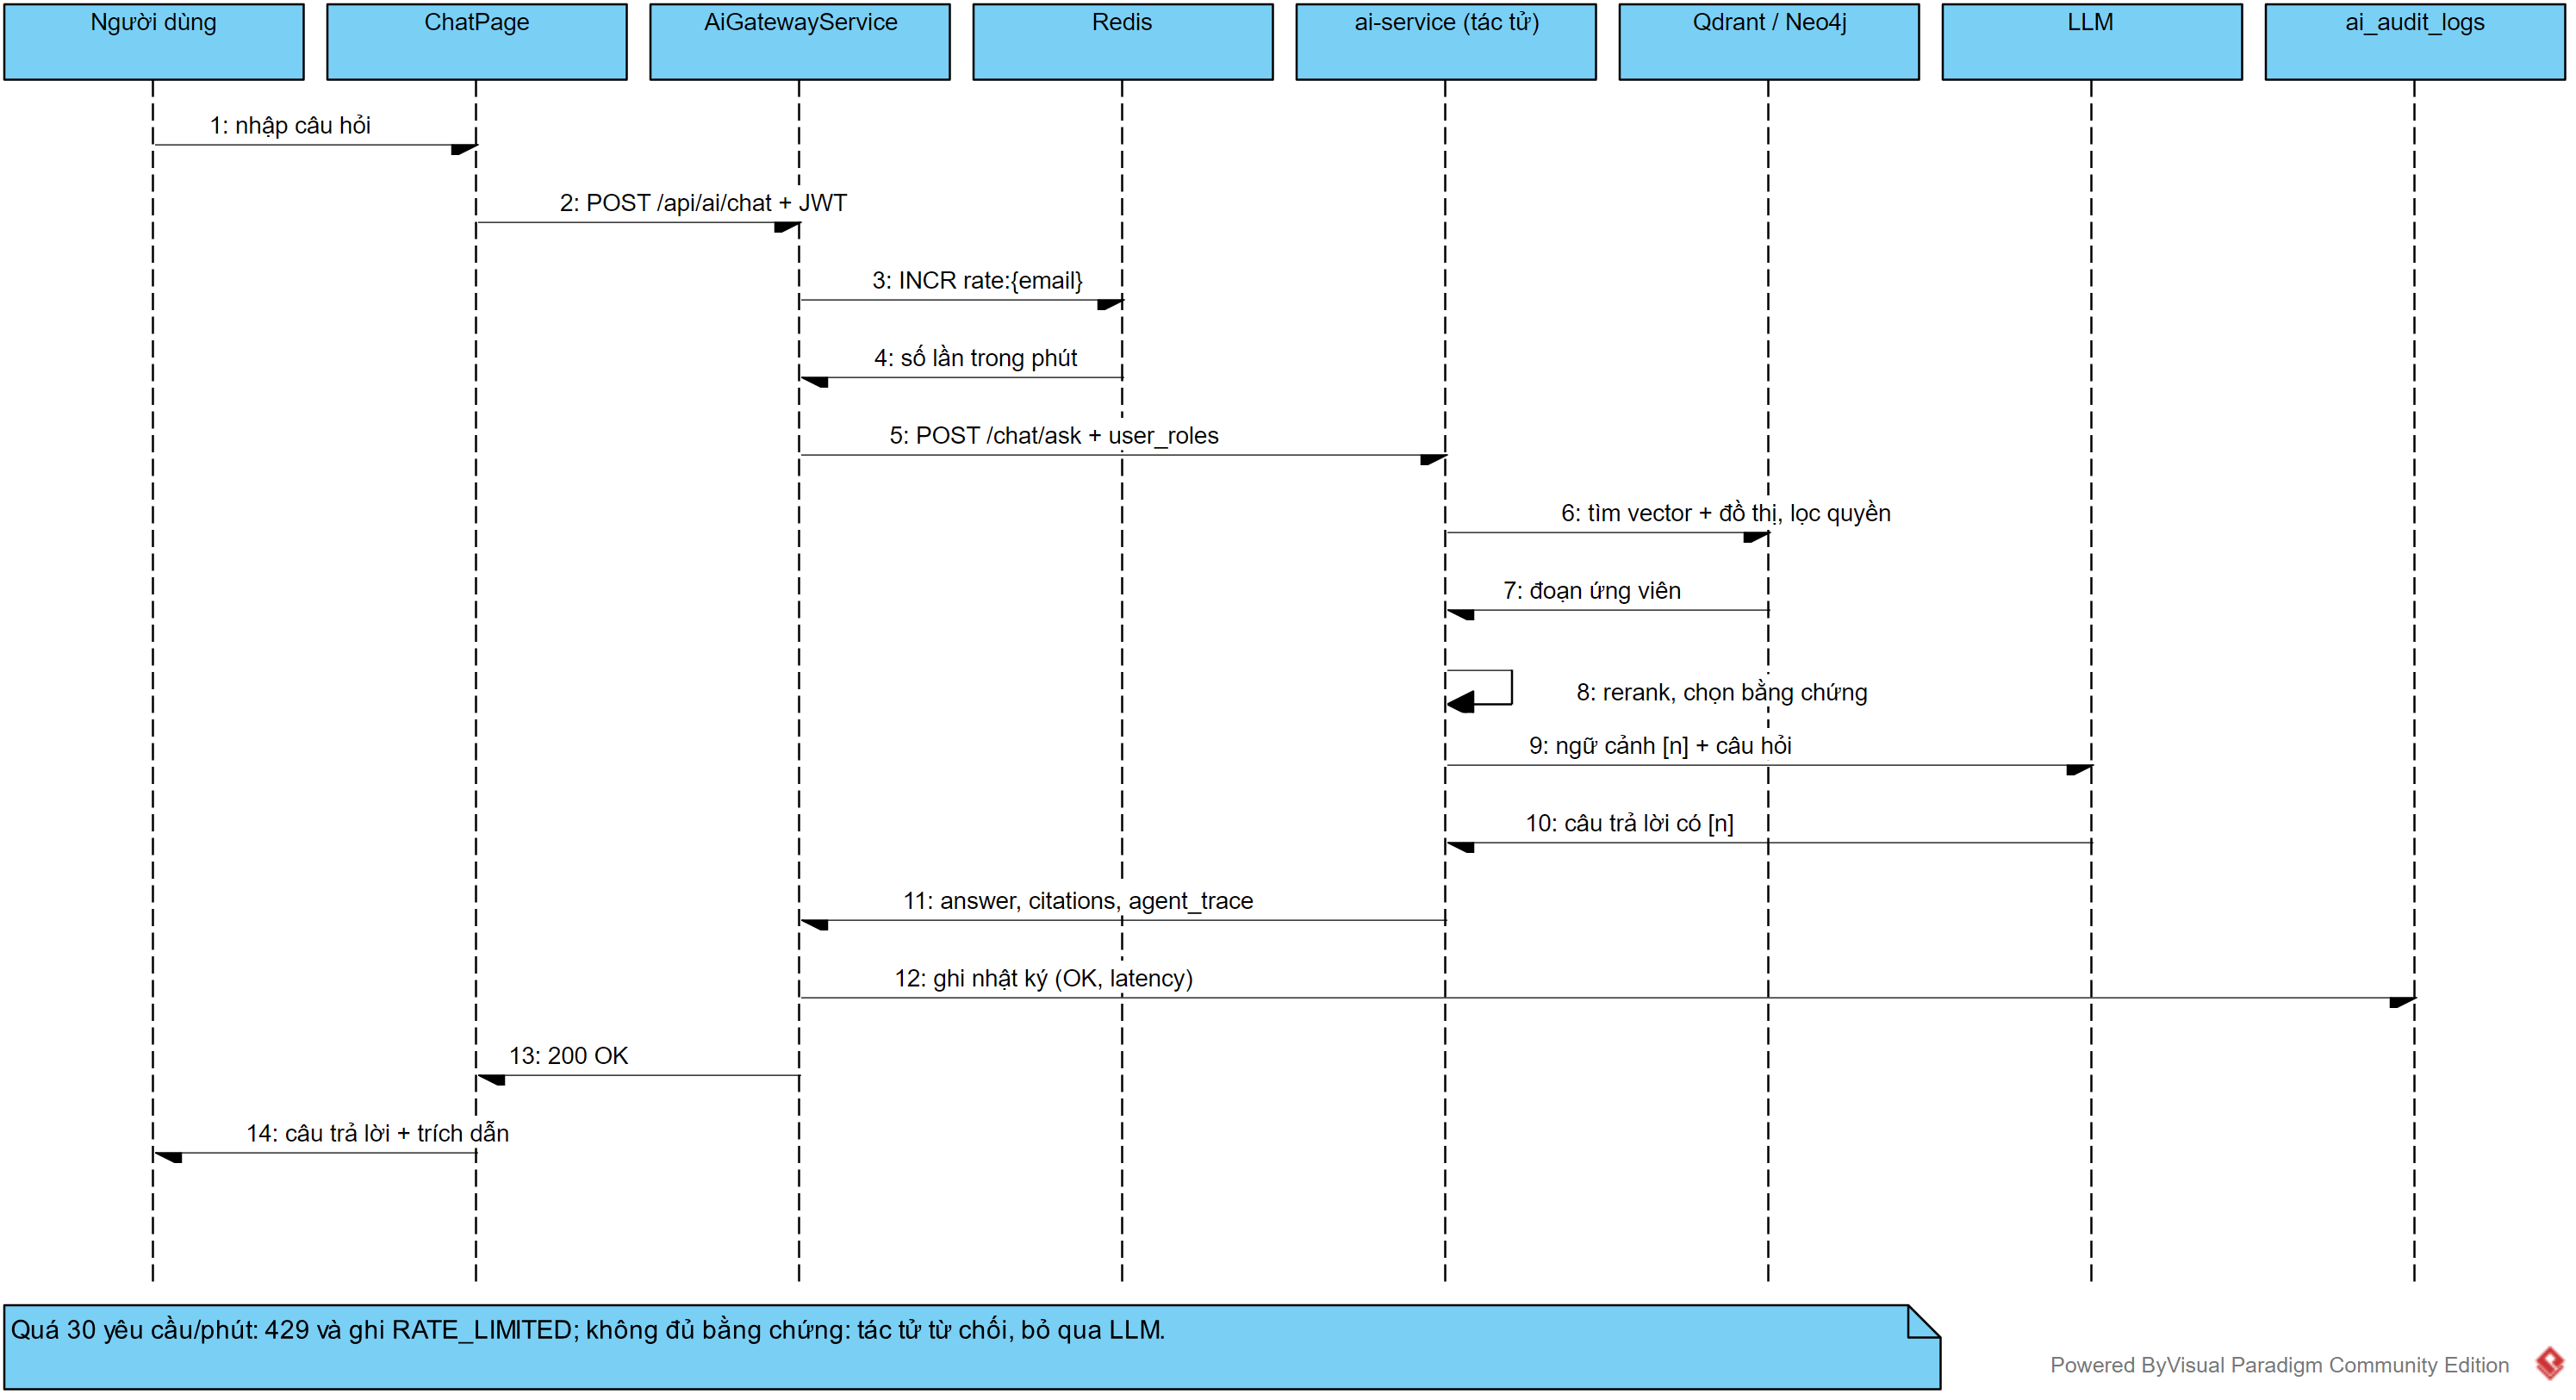 Người dùng
ChatPage
AiGatewayService
Redis
ai-service (tác tử)
Qdrant / Neo4j
LLM
ai_audit_logs
1: nhập câu hỏi
2: POST /api/ai/chat + JWT
3: INCR rate:{email}
4: số lần trong phút
5: POST /chat/ask + user_roles
6: tìm vector + đồ thị, lọc quyền
7: đoạn ứng viên
8: rerank, chọn bằng chứng
9: ngữ cảnh [n] + câu hỏi
10: câu trả lời có [n]
11: answer, citations, agent_trace
12: ghi nhật ký (OK, latency)
13: 200 OK
14: câu trả lời + trích dẫn
Quá 30 yêu cầu/phút: 429 và ghi RATE_LIMITED; không đủ bằng chứng: tác tử từ chối, bỏ qua LLM.
Powered ByVisual Paradigm Community Edition